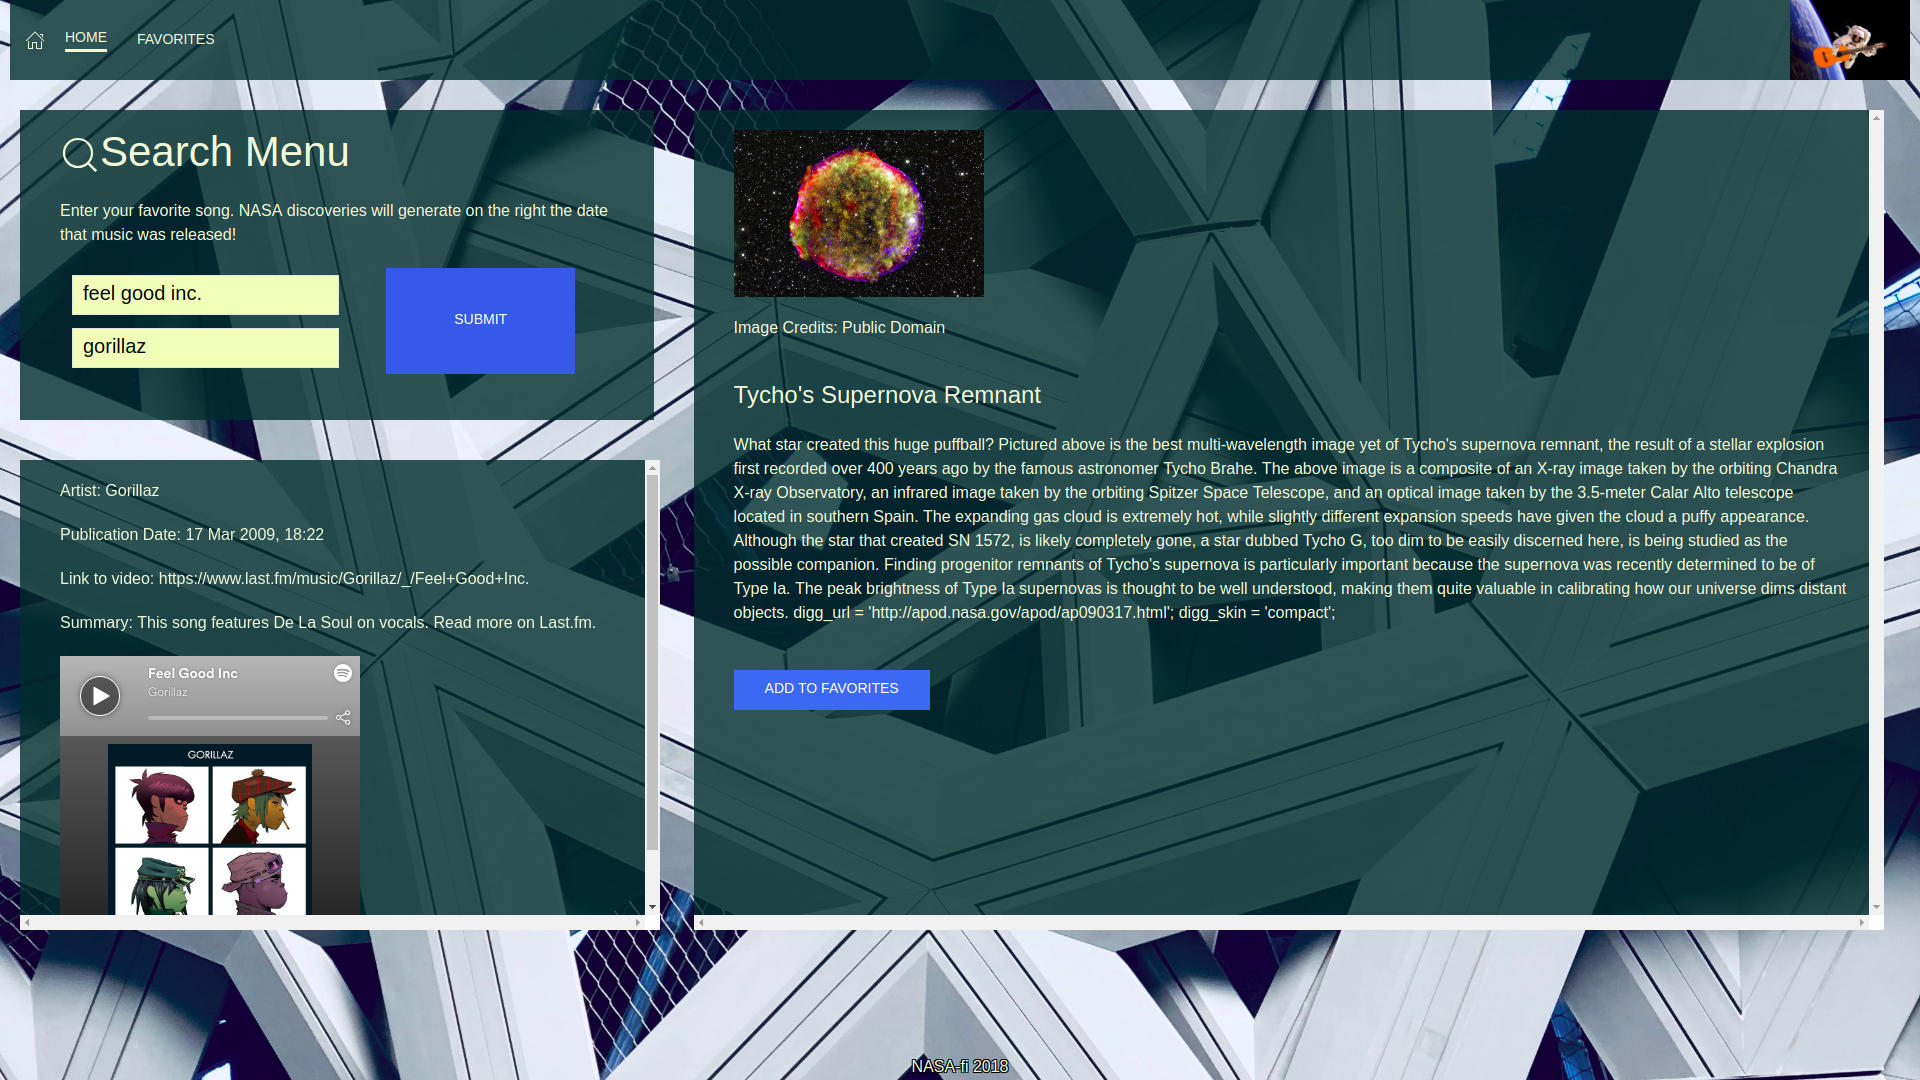 HOME
FAVORITES
Search Menu
Enter your favorite song. NASA discoveries will generate on the right the date
that music was released!
feel good inc.
gorillaz
SUBMIT
Artist: Gorillaz
Publication Date: 17 Mar 2009, 18:22
Link to video: https://www.last.fm/music/Gorillaz/_/Feel+Good+Inc.
Summary: This song features De La Soul on vocals. Read more on Last.fm.
Feel Good Inc
Gorillaz
GORILLAZ
Image Credits: Public Domain
Tycho's Supernova Remnant
What star created this huge puffball? Pictured above is the best multi-wavelength image yet of Tycho's supernova remnant, the result of a stellar explosion
first recorded over 400 years ago by the famous astronomer Tycho Brahe. The above image is a composite of an X-ray image taken by the orbiting Chandra
X-ray Observatory, an infrared image taken by the orbiting Spitzer Space Telescope, and an optical image taken by the 3.5-meter Calar Alto telescope
located in southern Spain. The expanding gas cloud is extremely hot, while slightly different expansion speeds have given the cloud a puffy appearance.
Although the star that created SN 1572, is likely completely gone, a star dubbed Tycho G, too dim to be easily discerned here, is being studied as the
possible companion. Finding progenitor remnants of Tycho's supernova is particularly important because the supernova was recently determined to be of
Type Ia. The peak brightness of Type Ia supernovas is thought to be well understood, making them quite valuable in calibrating how our universe dims distant
objects. digg_url = 'http://apod.nasa.gov/apod/ap090317.html'; digg_skin = 'compact';
ADD TO FAVORITES
NASA-fi 2018